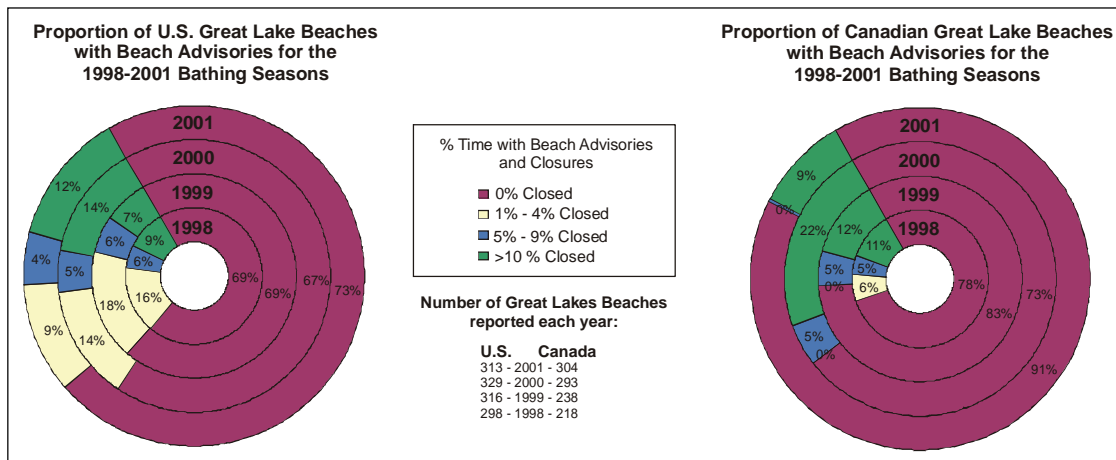 Proportion of U.S. Great Lake Beaches
with Beach Advisories for the
1998-2001 Bathing Seasons
2001
2000
1999
1998
12%
14%
7%
9%
4%
5%
6%
6%
9%
14%
18%
16%
69%
69%
67%
73%
% Time with Beach Advisories
and Closures
0% Closed
1% - 4% Closed
5% - 9% Closed
>10 % Closed
Number of Great Lakes Beaches
reported each year:
U.S. Canada
313 - 2001 - 304
329 - 2000 - 293
316 - 1999 - 238
298 - 1998 - 218
Proportion of Canadian Great Lake Beaches
with Beach Advisories for the
1998-2001 Bathing Seasons
2001
2000
1999
1998
9%
0%
22%
12%
11%
5%
5%
0%
6%
5%
0%
78%
83%
73%
91%